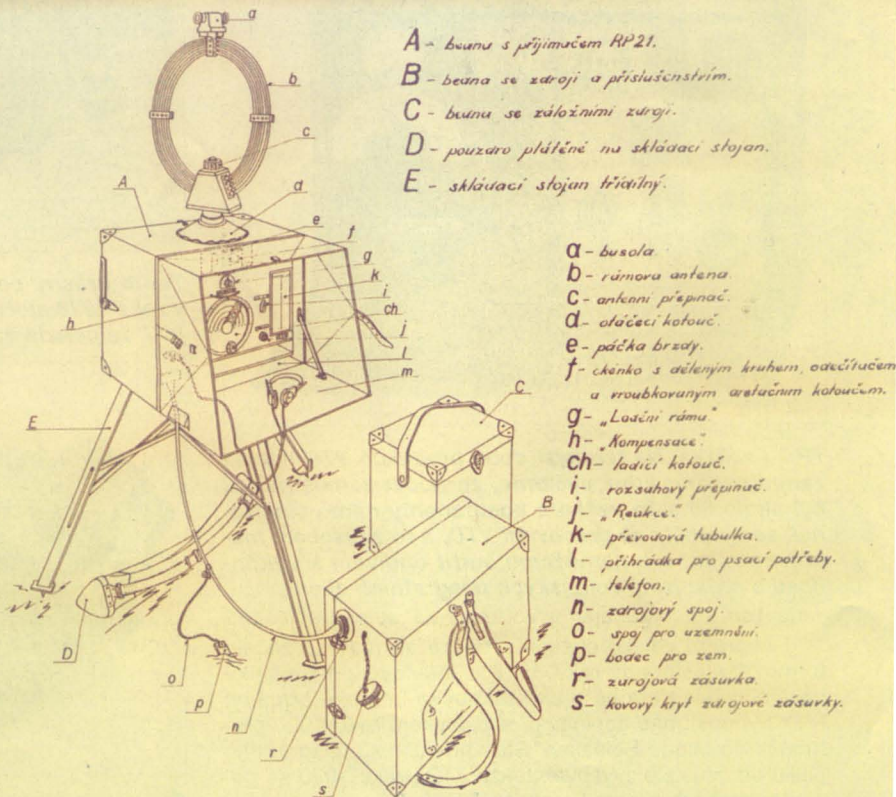 A - bedna s přijímačem RP21.
B - bedna se zdroji a příslušenstvím.
C - bedna se záložními zdroji.
D - pouzdro plátěné na skládací stojan.
E - skládací stojan třídílný.
a - busola.
b - rámová antena.
c - antenní přepinač.
d - otáčecí kotouč.
e - páčka brzdy.
f - okénko s děleným kruhem, odečítačem
a vroubkovaným aretačním kotoučem.
g - „Ladění rámu."
h - „Kompensace".
ch - ladicí kotouč.
i - rozsahový přepinač.
j - „Reakce."
k - převodová tabulka.
l - přihrádka pro psací potřeby.
m - telefon.
n - zdrojový spoj.
o - spoj pro uzemnění.
p - bodec pro zem.
r - zdrojová zásuvka.
s - kovový kryt zdrojové zásuvky.
a
b
c
A
d
e
f
g
k
i
h
ch
j
l
m
C
E
B
D
o
p
n
r
s